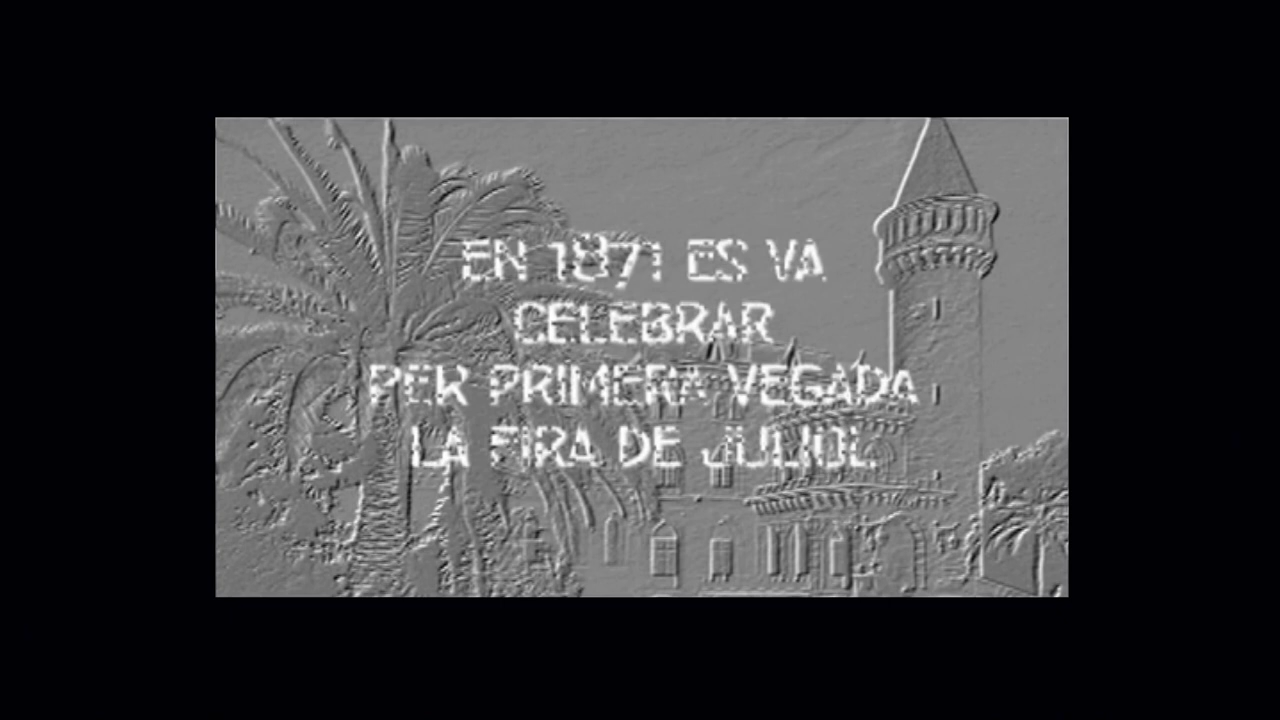 EN 1871 ES VA
CELEBRAR
PER PRIMERA VEGADA
LA FIRA DE JULIOL